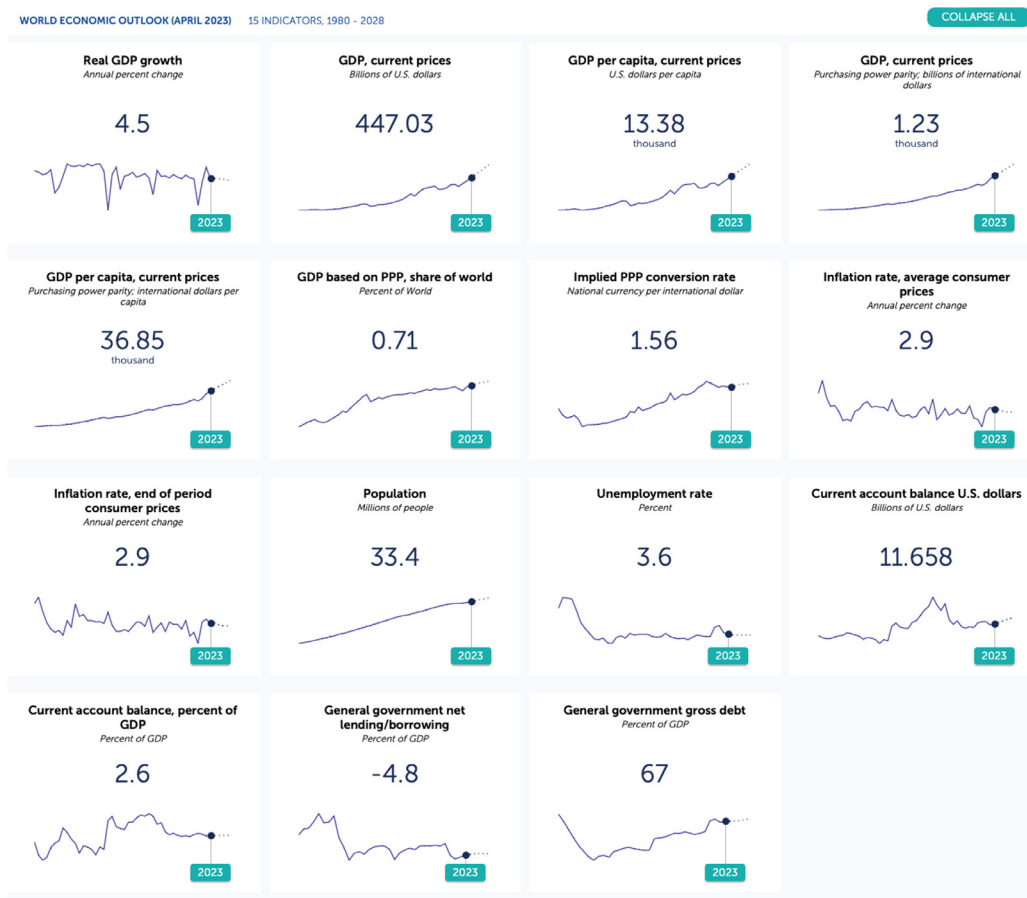 WORLD ECONOMIC OUTLOOK (APRIL 2023) 15 INDICATORS, 1980 - 2028
COLLAPSE ALL
Real GDP growth
Annual percent change
4.5
2023
GDP, current prices
Billions of U.S. dollars
447.03
2023
GDP per capita, current prices
U.S. dollars per capita
13.38
thousand
2023
GDP, current prices
Purchasing power parity; billions of international
dollars
1.23
thousand
2023
GDP per capita, current prices
Purchasing power parity; international dollars per
capita
36.85
thousand
2023
GDP based on PPP, share of world
Percent of World
0.71
2023
Implied PPP conversion rate
National currency per international dollar
1.56
2023
Inflation rate, average consumer
prices
Annual percent change
2.9
2023
Inflation rate, end of period
consumer prices
Annual percent change
2.9
2023
Population
Millions of people
33.4
2023
Unemployment rate
Percent
3.6
2023
Current account balance U.S. dollars
Billions of U.S. dollars
11.658
2023
Current account balance, percent of
GDP
Percent of GDP
2.6
2023
General government net
lending/borrowing
Percent of GDP
-4.8
2023
General government gross debt
Percent of GDP
67
2023